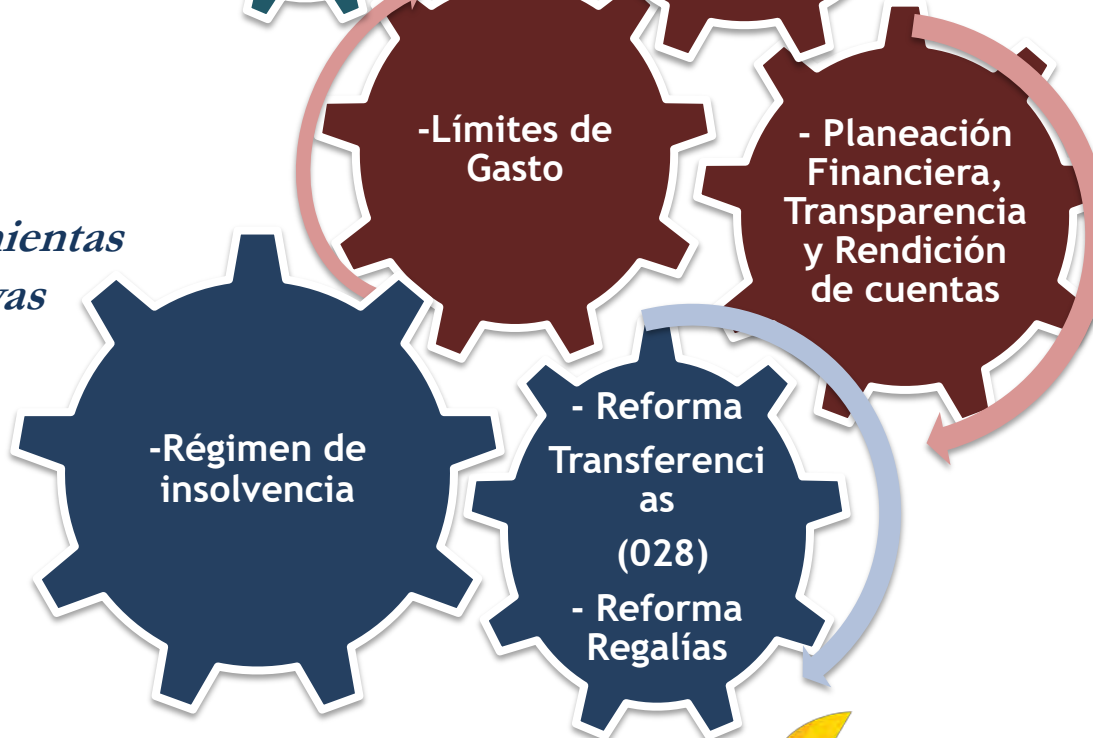 -Límites de
Gasto
- Planeación
Financiera,
Transparencia
y Rendición
de cuentas
-Régimen de
insolvencia
- Reforma
Transferenci
as
(028)
- Reforma
Regalías